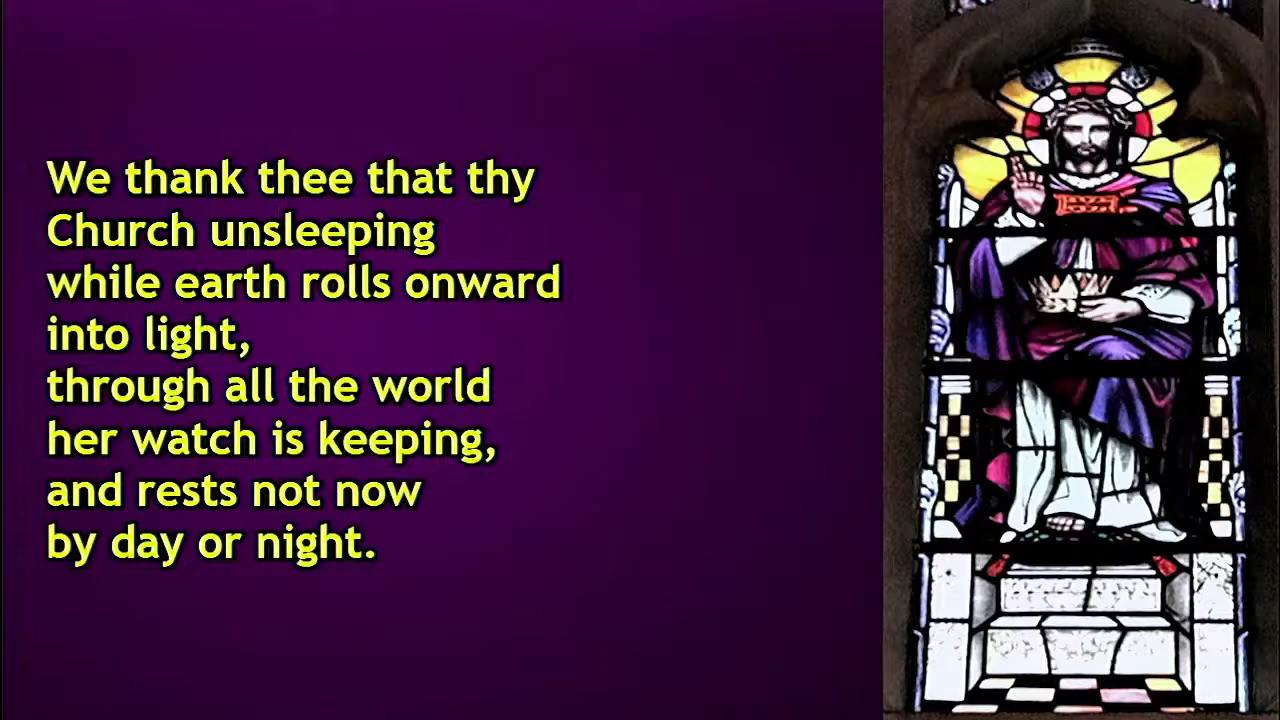 We thank thee that thy
Church unsleeping
while earth rolls onward
into light,
through all the world
her watch is keeping,
and rests not now
by day or night.